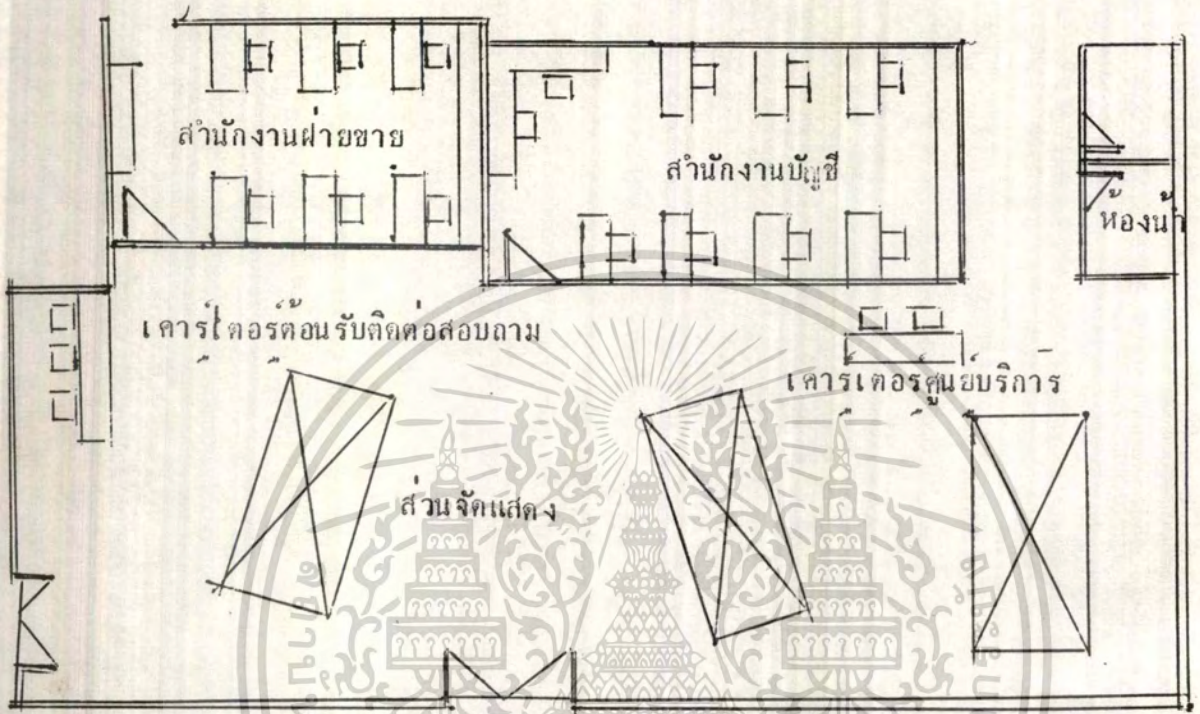 สำนักงานฝ่ายขาย
สำนักงานบัญชี
ห้องน้ำ
เคาร์เตอร์ต้อนรับติดต่อสอบถาม
เคาร์เตอร์ศูนย์บริการ
ส่วนจัดแสดง